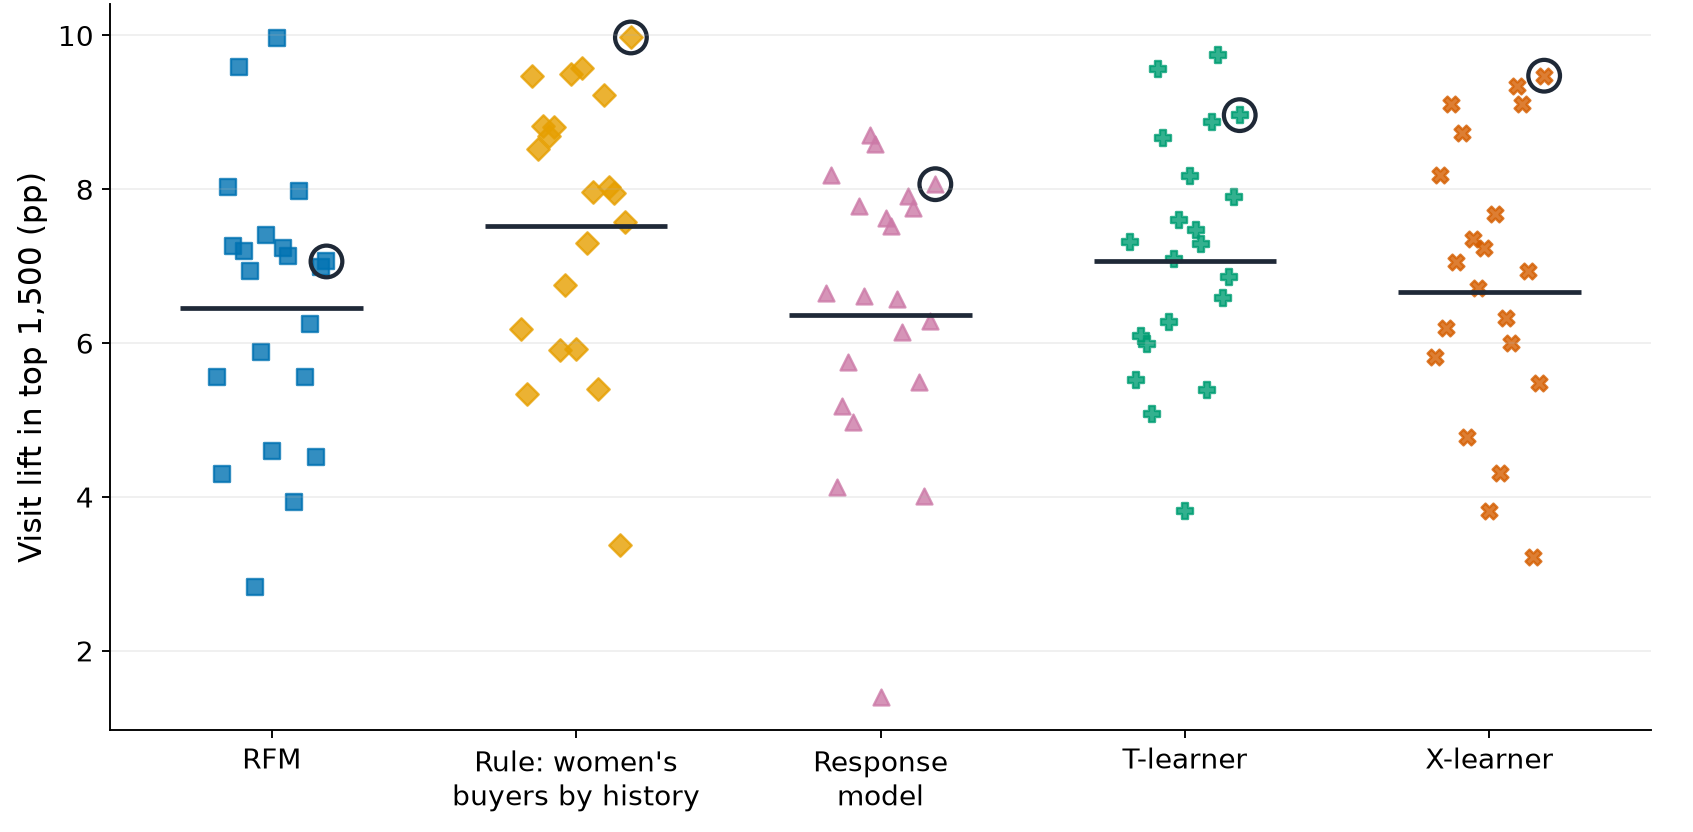 Visit lift in top 1,500 (pp)
10
8
6
4
2
RFM
Rule: women's
buyers by history
Response
model
T-learner
X-learner